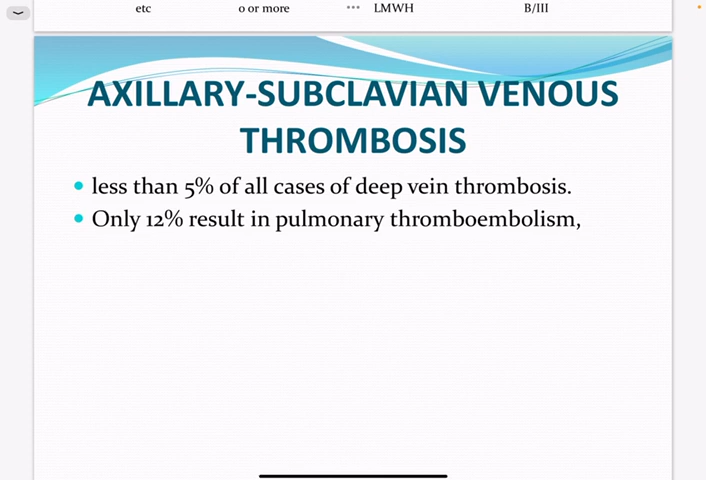 etc o or more ... LMWH B/III
AXILLARY-SUBCLAVIAN VENOUS
THROMBOSIS
• less than 5% of all cases of deep vein thrombosis.
• Only 12% result in pulmonary thromboembolism,